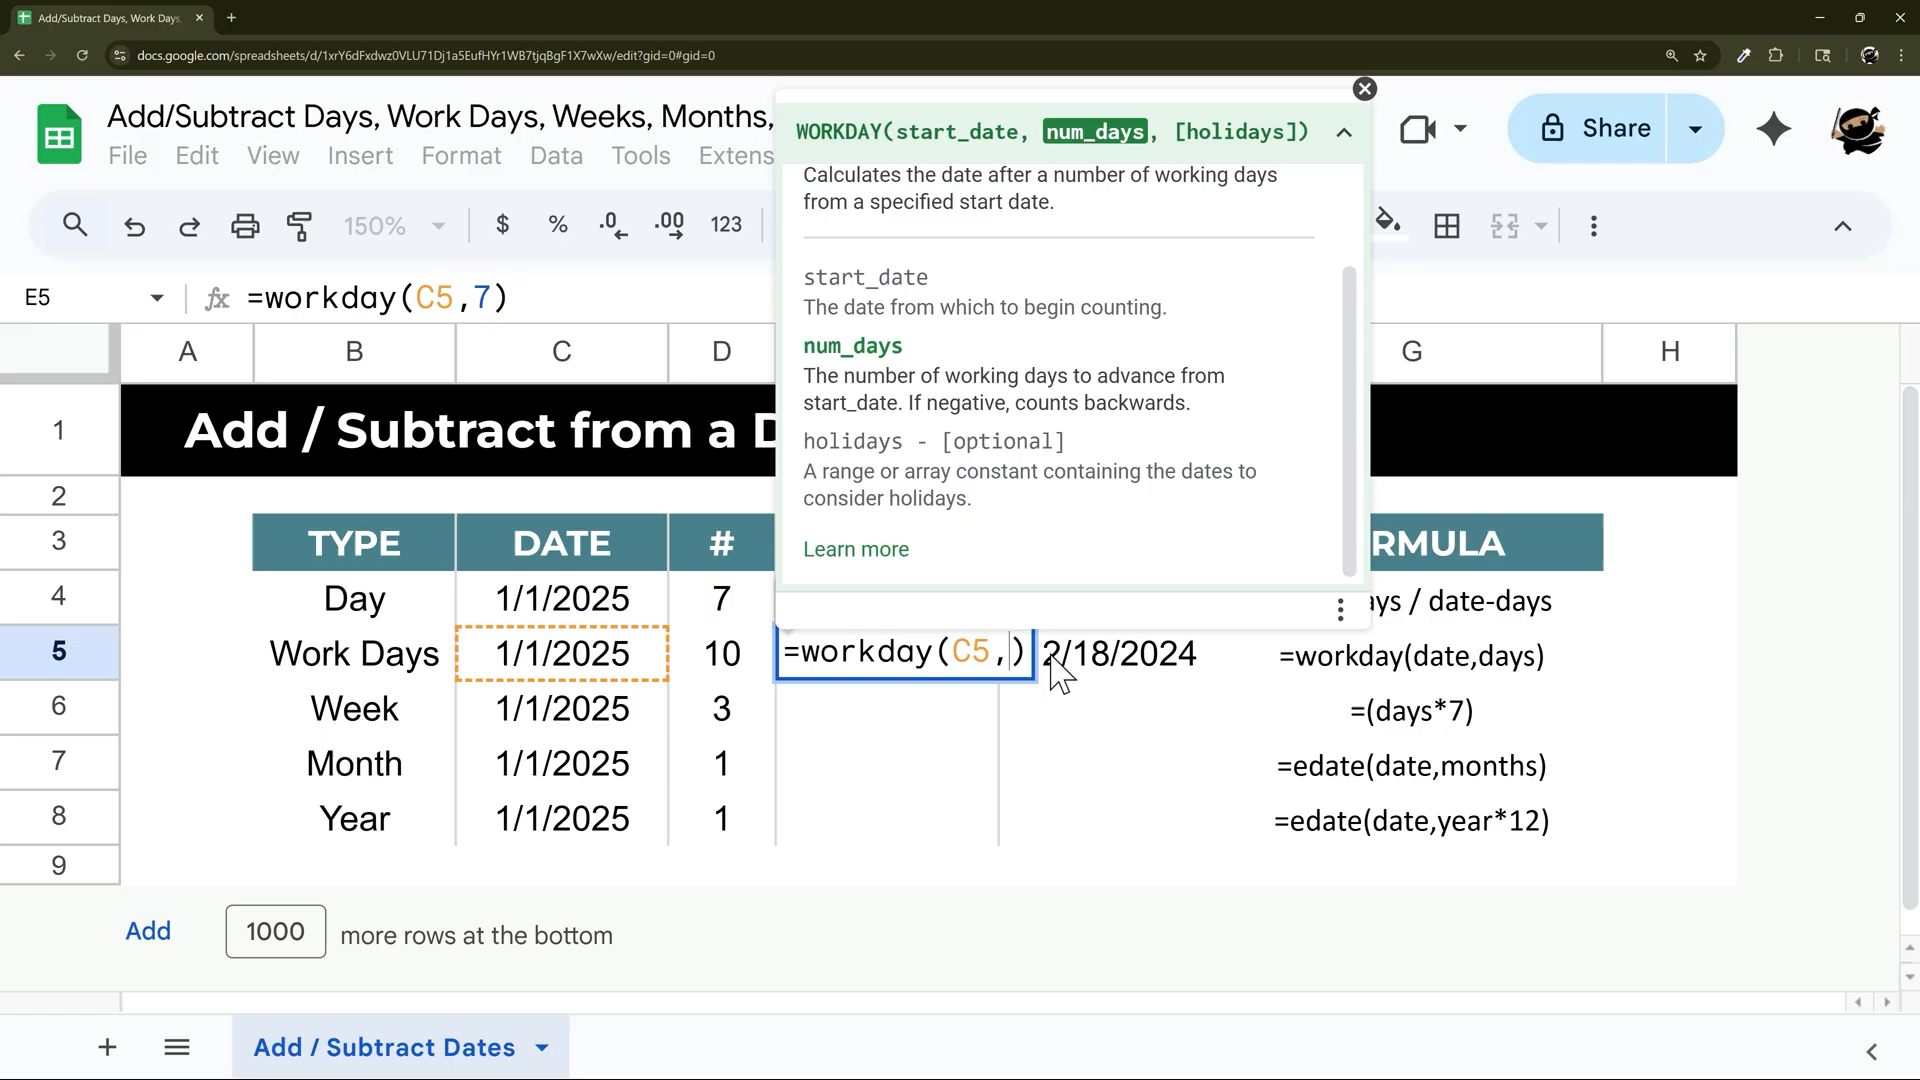 Add/Subtract Days, Work Days,
docs.google.com/spreadsheets/d/1xrY6dFxdwz0VLU71Dj1a5EufHYr1WB7tjqBgF1X7wXw/edit?gid=0#gid=0
Add/Subtract Days, Work Days, Weeks, Months,
File Edit View Insert Format Data Tools Extens
Share
WORKDAY(start_date, num_days, [holidays])
Calculates the date after a number of working days
from a specified start date.
start_date
The date from which to begin counting.
num_days
The number of working days to advance from
start_date. If negative, counts backwards.
holidays - [optional]
A range or array constant containing the dates to
consider holidays.
Learn more
150% $ % .0 .00 123
E5 fx =workday(C5,7)
A B C D G H
1 Add / Subtract from a D
2
3 TYPE DATE # RMULA
4 Day 1/1/2025 7 ays / date-days
5 Work Days 1/1/2025 10 =workday(C5,) 2/18/2024 =workday(date,days)
6 Week 1/1/2025 3 =(days*7)
7 Month 1/1/2025 1 =edate(date,months)
8 Year 1/1/2025 1 =edate(date,year*12)
9
Add 1000 more rows at the bottom
Add / Subtract Dates